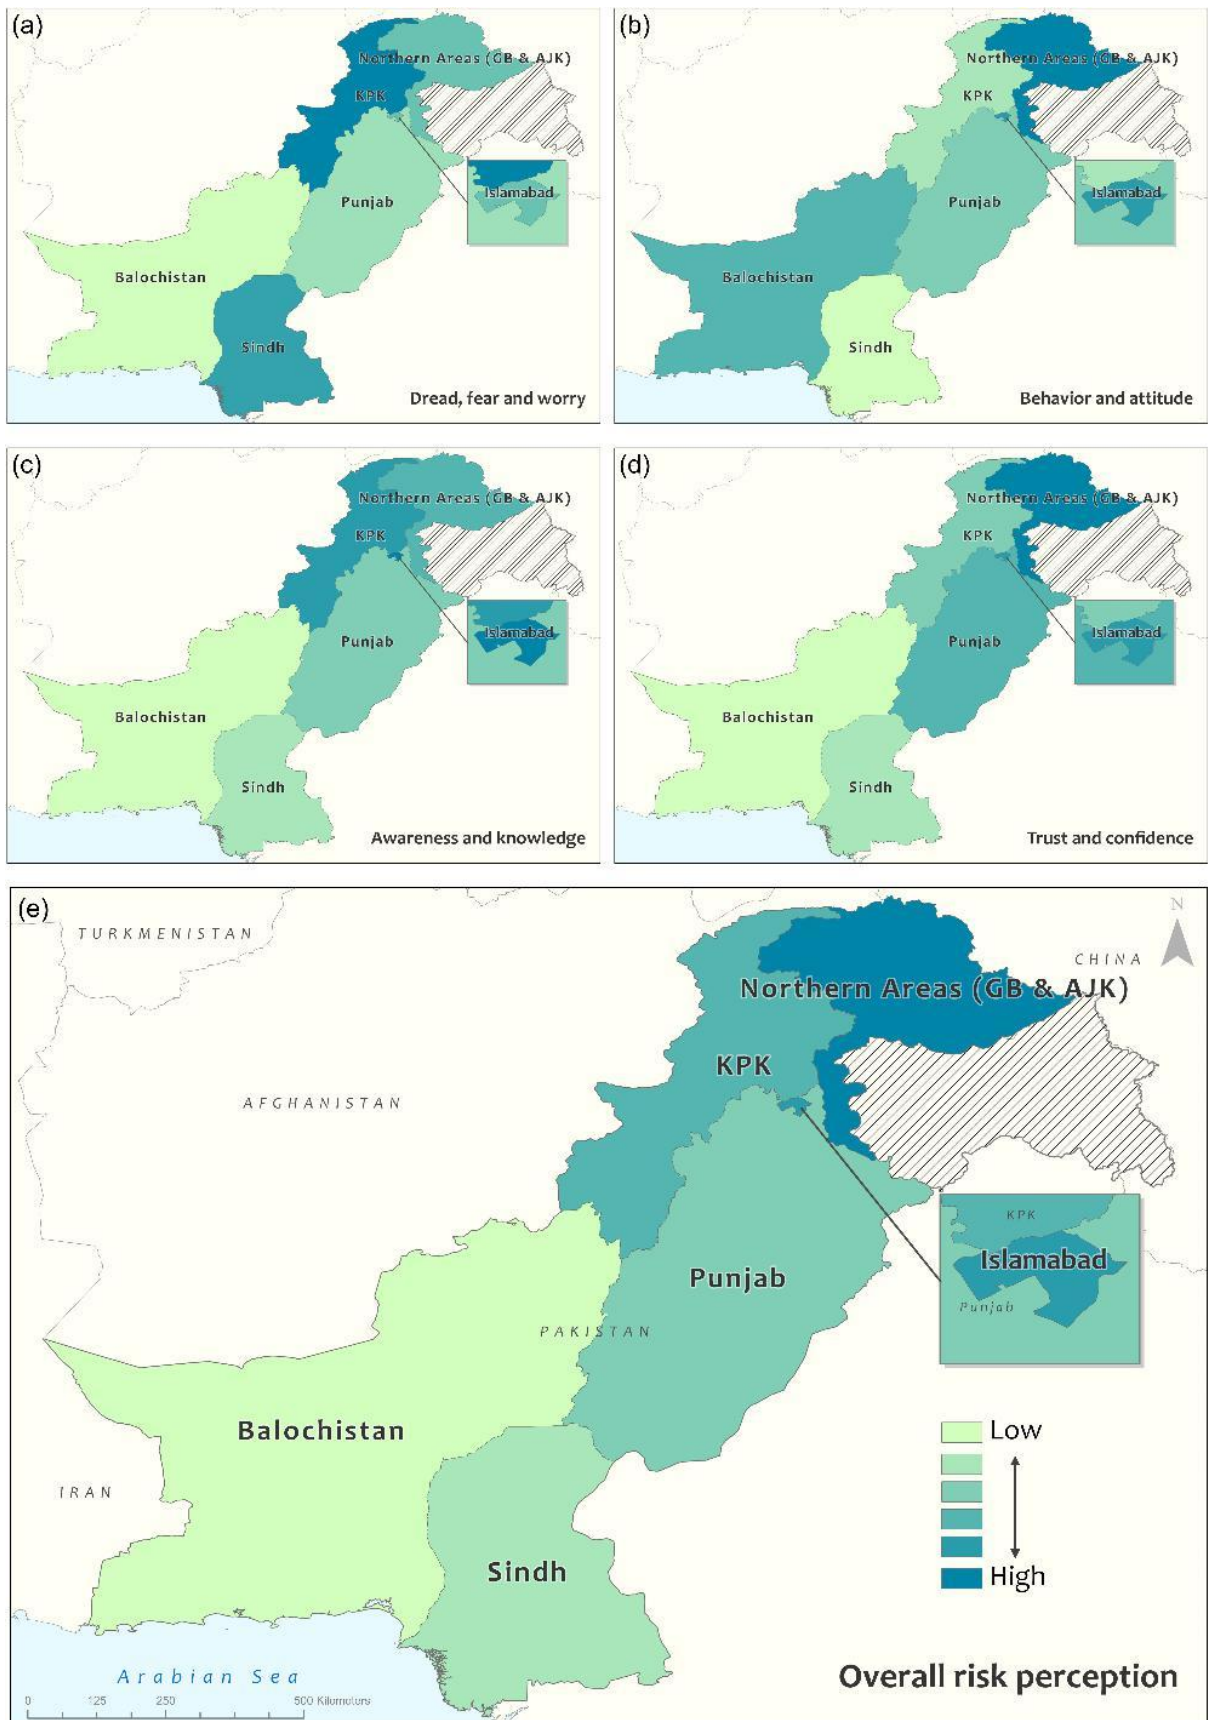 (a)
Northern Areas (GB & AJK)
KPK
Islamabad
Punjab
Balochistan
Sindh
Dread, fear and worry
(b)
Northern Areas (GB & AJK)
KPK
Islamabad
Punjab
Balochistan
Sindh
Behavior and attitude
(c)
Northern Areas (GB & AJK)
KPK
Islamabad
Punjab
Balochistan
Sindh
Awareness and knowledge
(d)
Northern Areas (GB & AJK)
KPK
Islamabad
Punjab
Balochistan
Sindh
Trust and confidence
(e)
N
TURKMENISTAN
CHINA
Northern Areas (GB & AJK)
KPK
AFGHANISTAN
KPK
Islamabad
Punjab
Punjab
PAKISTAN
Balochistan
Low
IRAN
Sindh
High
Arabian Sea
Overall risk perception
0 125 250 500 Kilometers